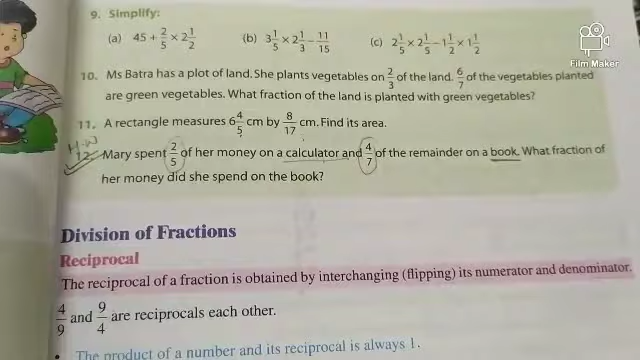 9. Simplify:
(a) 45 + 2/5 × 2 1/2 (b) 3 1/5 × 2 1/3 − 11/15 (c) 2 1/5 × 2 1/5 − 1 1/2 × 1 1/2
Film Maker
10. Ms Batra has a plot of land. She plants vegetables on 2/3 of the land. 6/7 of the vegetables planted
are green vegetables. What fraction of the land is planted with green vegetables?
11. A rectangle measures 6 4/5 cm by 8/17 cm. Find its area.
H.W
12. Mary spent 2/5 of her money on a calculator and 4/7 of the remainder on a book. What fraction of
her money did she spend on the book?
Division of Fractions
Reciprocal
The reciprocal of a fraction is obtained by interchanging (flipping) its numerator and denominator.
4/9 and 9/4 are reciprocals each other.
• The product of a number and its reciprocal is always 1.